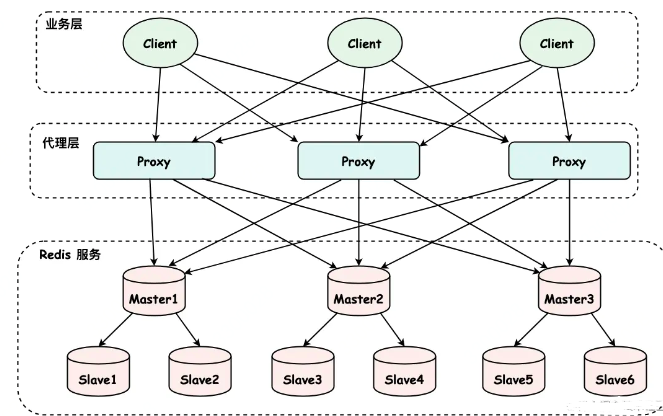 业务层
Client Client Client
代理层
Proxy Proxy Proxy
Redis 服务
Master1 Master2 Master3
Slave1 Slave2 Slave3 Slave4 Slave5 Slave6